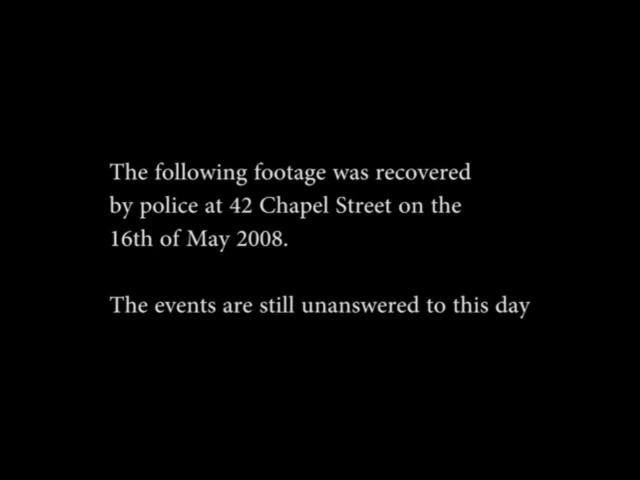 The following footage was recovered
by police at 42 Chapel Street on the
16th of May 2008.
The events are still unanswered to this day